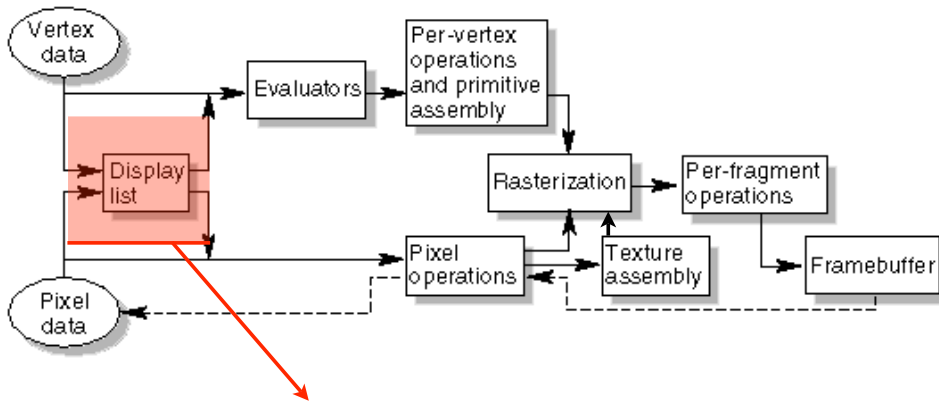 Vertex
data
Evaluators
Per-vertex
operations
and primitive
assembly
Display
list
Rasterization
Per-fragment
operations
Pixel
operations
Texture
assembly
Framebuffer
Pixel
data